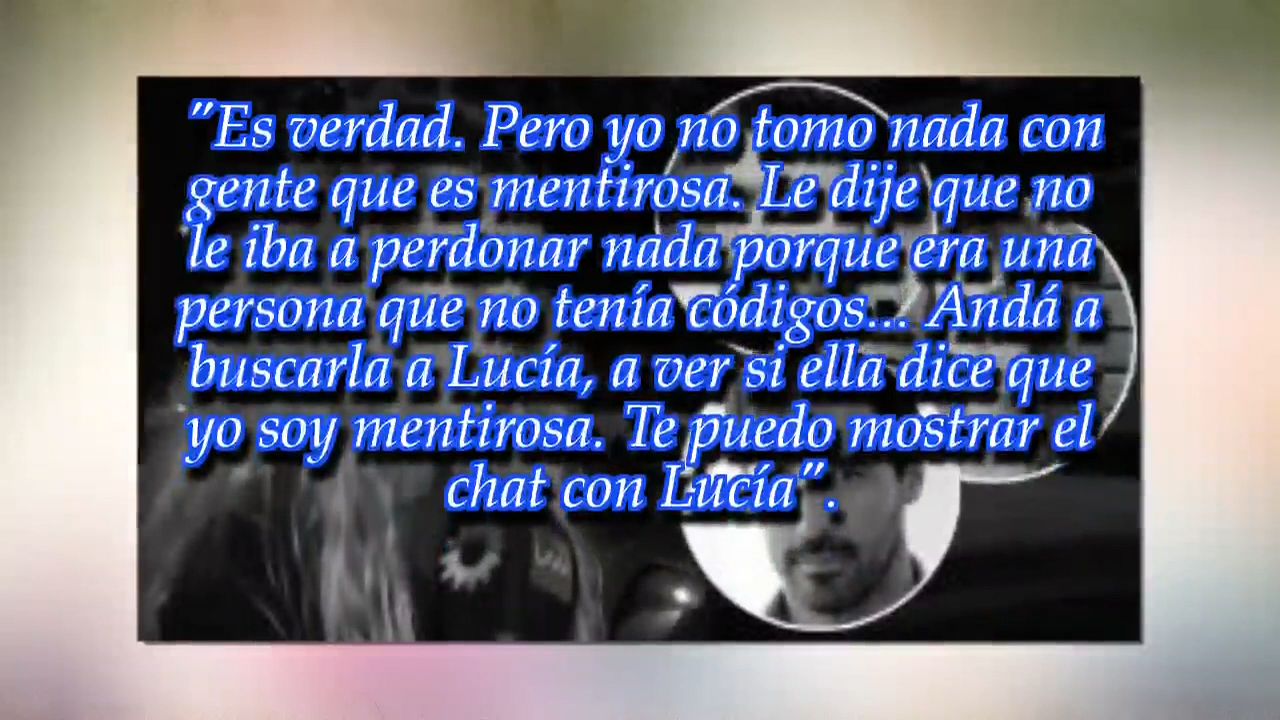 "Es verdad. Pero yo no tomo nada con
gente que es mentirosa. Le dije que no
le iba a perdonar nada porque era una
persona que no tenía códigos... Andá a
buscarla a Lucía, a ver si ella dice que
yo soy mentirosa. Te puedo mostrar el
chat con Lucía".